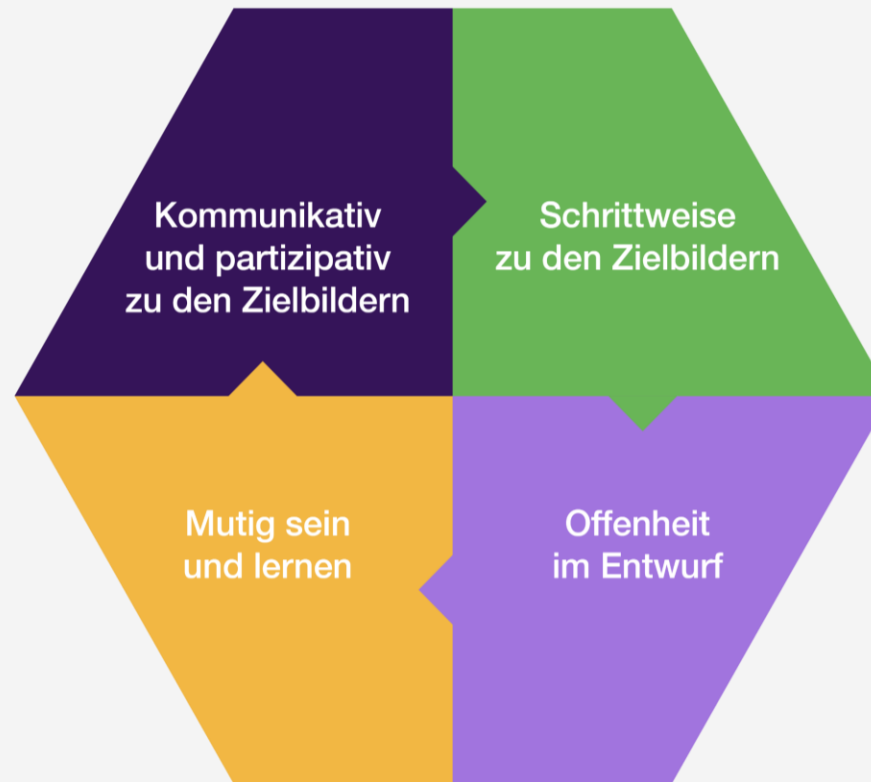 Kommunikativ
und partizipativ
zu den Zielbildern
Schrittweise
zu den Zielbildern
Mutig sein
und lernen
Offenheit
im Entwurf